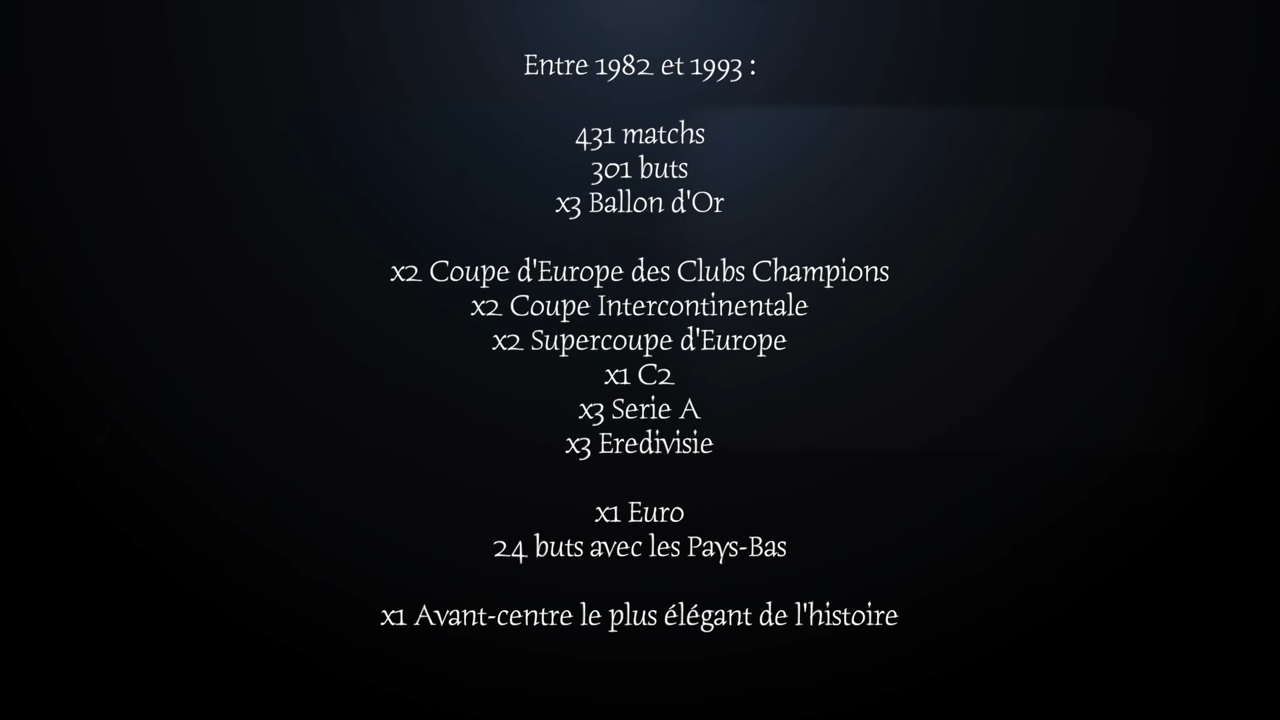 Entre 1982 et 1993 :
431 matchs
301 buts
x3 Ballon d'Or
x2 Coupe d'Europe des Clubs Champions
x2 Coupe Intercontinentale
x2 Supercoupe d'Europe
x1 C2
x3 Serie A
x3 Eredivisie
x1 Euro
24 buts avec les Pays-Bas
x1 Avant-centre le plus élégant de l'histoire